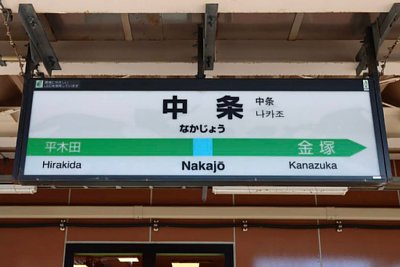 中条
中条
나카조
なかじょう
平木田 金塚
Hirakida Nakajō Kanazuka